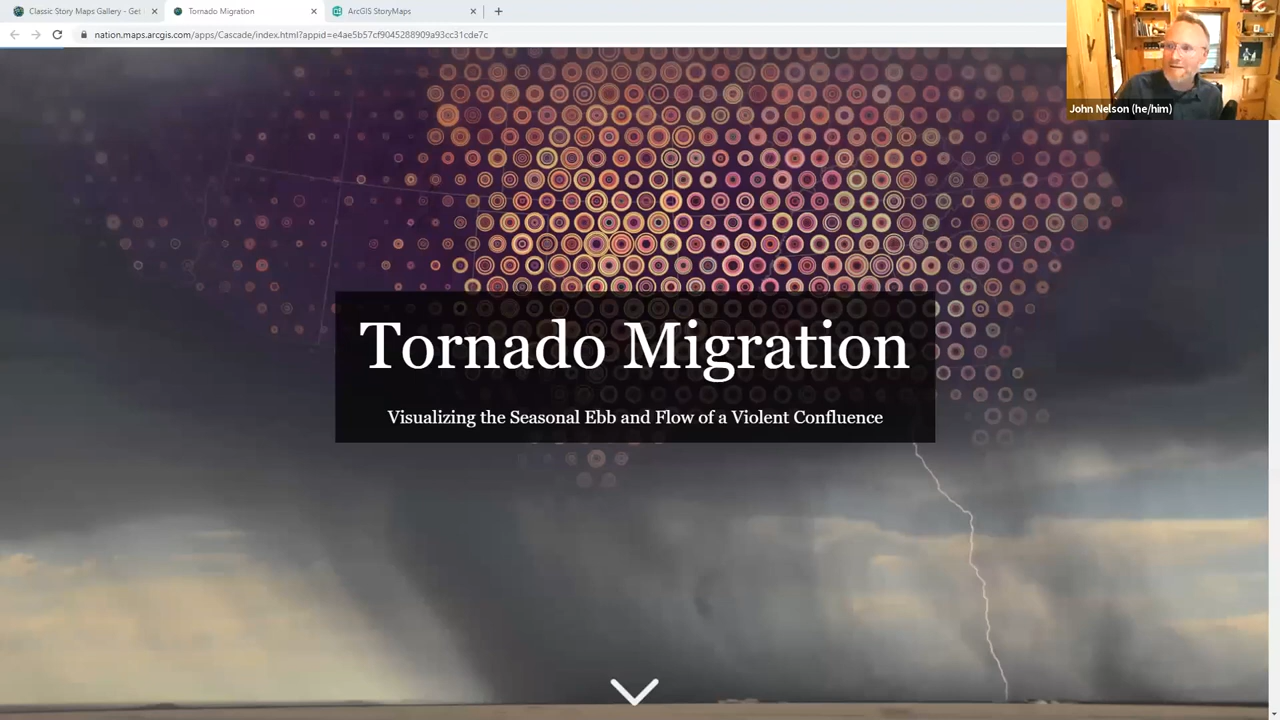 Classic Story Maps Gallery - Get
Tornado Migration
ArcGIS StoryMaps
nation.maps.arcgis.com/apps/Cascade/index.html?appid=
John Nelson (he/him)
Tornado Migration
Visualizing the Seasonal Ebb and Flow of a Violent Confluence